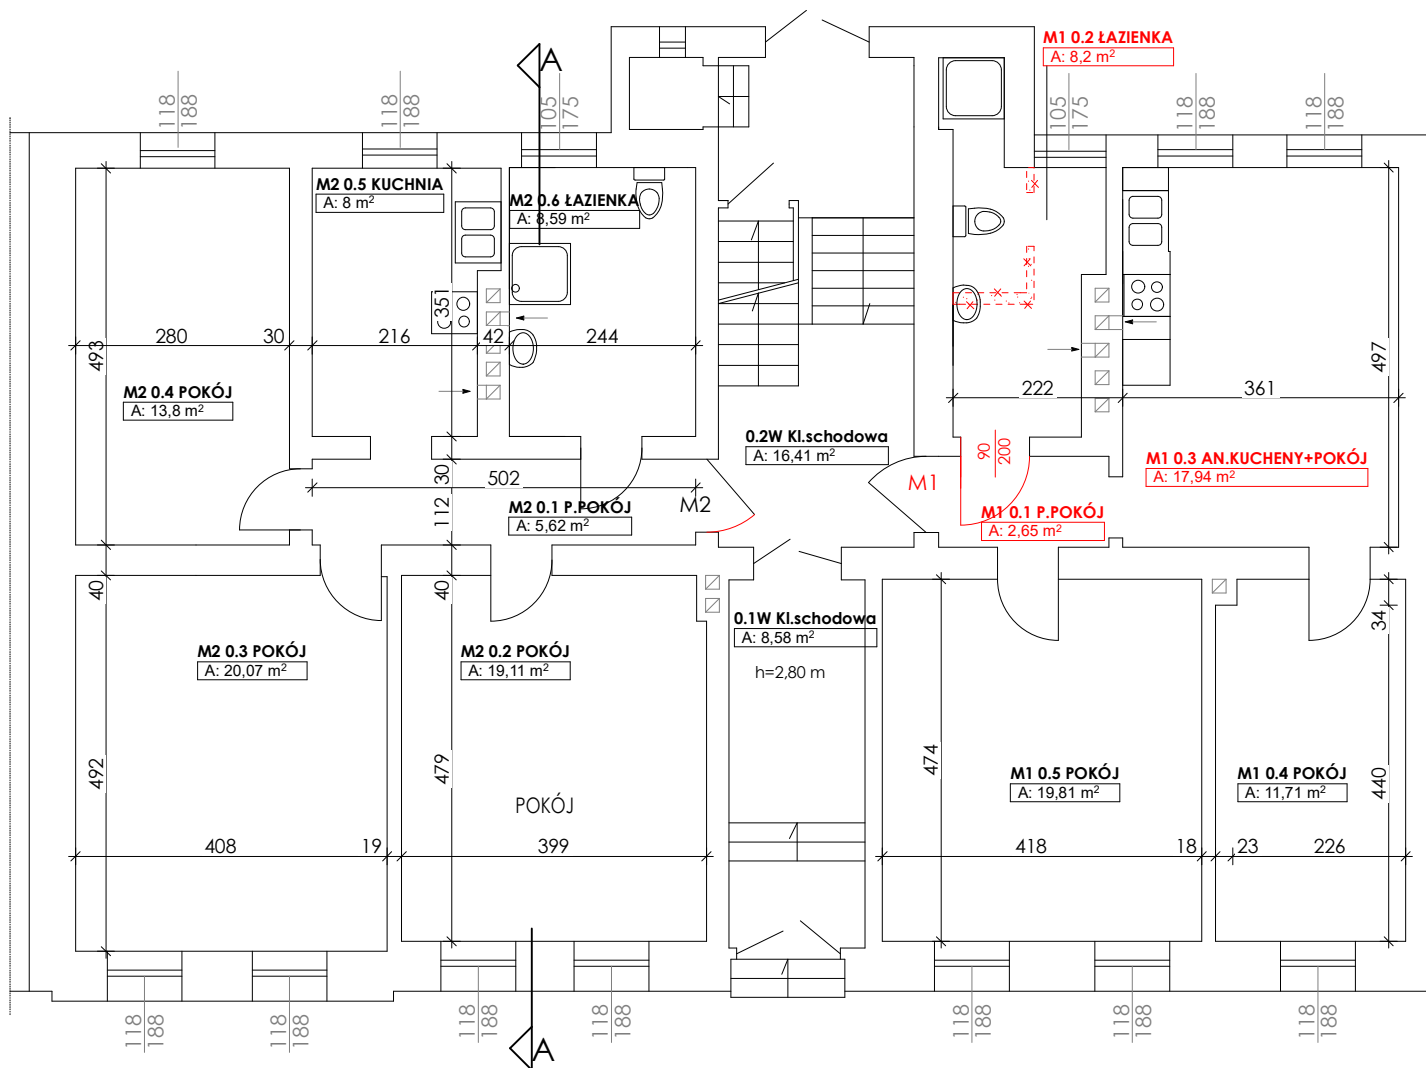 A
M1 0.2 ŁAZIENKA
A: 8,2 m²
118
188
118
188
105
175
105
175
118
188
118
188
M2 0.5 KUCHNIA
A: 8 m²
M2 0.6 ŁAZIENKA
A: 8,59 m²
351
280
30
216
42
244
493
222
361
497
M2 0.4 POKÓJ
A: 13,8 m²
0.2W Kl.schodowa
A: 16,41 m²
90
200
M1 0.3 AN.KUCHENY+POKÓJ
A: 17,94 m²
30
502
M2
M1
112
M2 0.1 P.POKÓJ
A: 5,62 m²
M1 0.1 P.POKÓJ
A: 2,65 m²
40
40
34
0.1W Kl.schodowa
A: 8,58 m²
h=2,80 m
M2 0.3 POKÓJ
A: 20,07 m²
M2 0.2 POKÓJ
A: 19,11 m²
492
479
474
440
M1 0.5 POKÓJ
A: 19,81 m²
M1 0.4 POKÓJ
A: 11,71 m²
POKÓJ
408
19
399
418
18
23
226
118
188
118
188
118
188
118
188
118
188
118
188
118
188
A